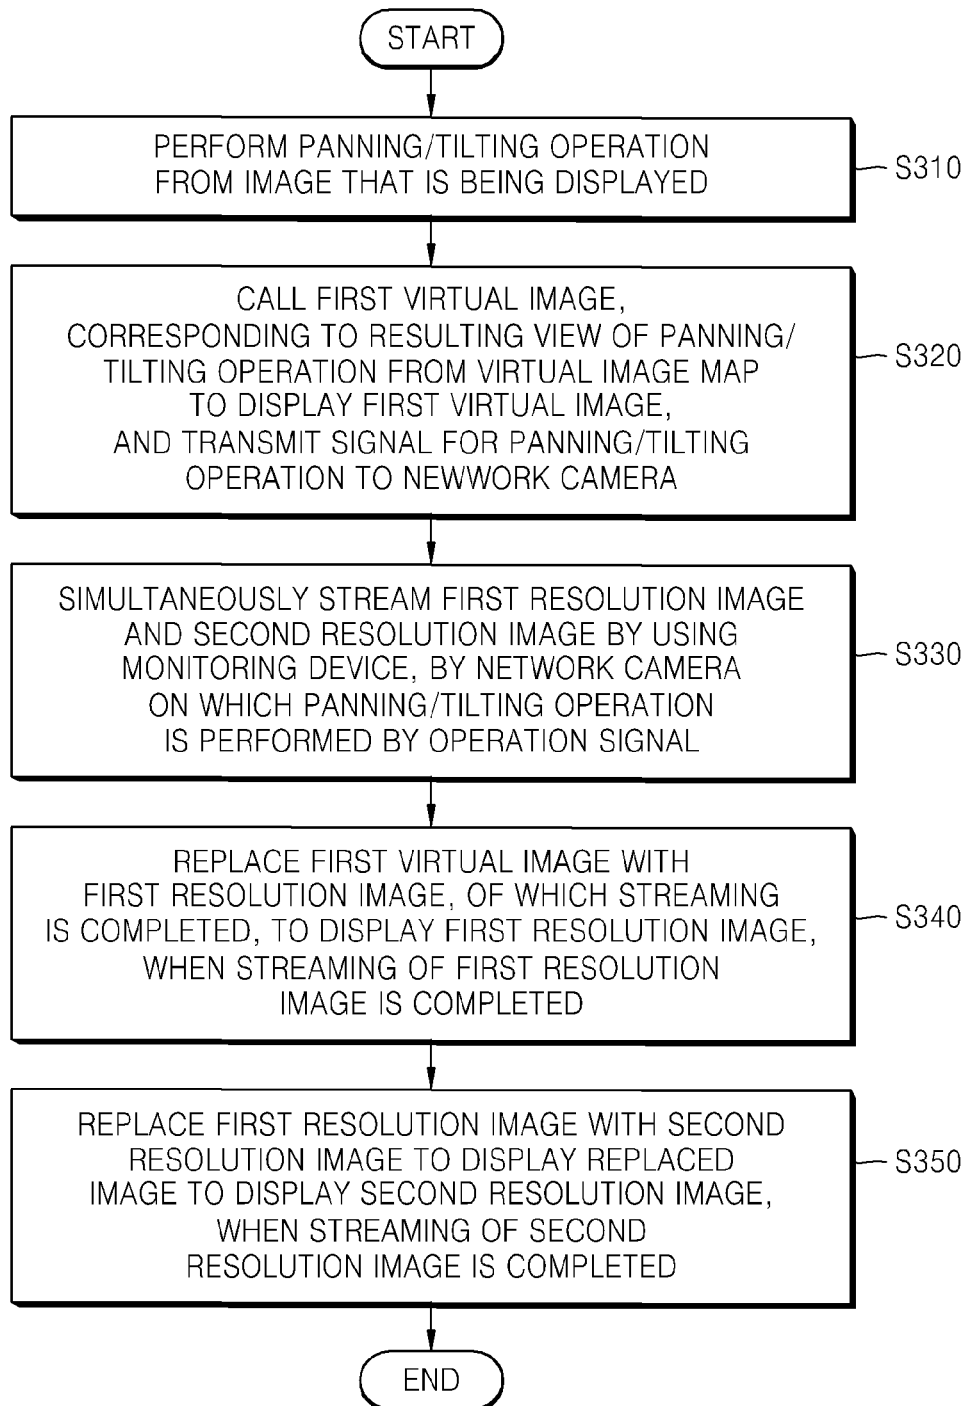 START
PERFORM PANNING/TILTING OPERATION
FROM IMAGE THAT IS BEING DISPLAYED
S310
CALL FIRST VIRTUAL IMAGE,
CORRESPONDING TO RESULTING VIEW OF PANNING/
TILTING OPERATION FROM VIRTUAL IMAGE MAP
TO DISPLAY FIRST VIRTUAL IMAGE,
AND TRANSMIT SIGNAL FOR PANNING/TILTING
OPERATION TO NEWWORK CAMERA
S320
SIMULTANEOUSLY STREAM FIRST RESOLUTION IMAGE
AND SECOND RESOLUTION IMAGE BY USING
MONITORING DEVICE, BY NETWORK CAMERA
ON WHICH PANNING/TILTING OPERATION
IS PERFORMED BY OPERATION SIGNAL
S330
REPLACE FIRST VIRTUAL IMAGE WITH
FIRST RESOLUTION IMAGE, OF WHICH STREAMING
IS COMPLETED, TO DISPLAY FIRST RESOLUTION IMAGE,
WHEN STREAMING OF FIRST RESOLUTION
IMAGE IS COMPLETED
S340
REPLACE FIRST RESOLUTION IMAGE WITH SECOND
RESOLUTION IMAGE TO DISPLAY REPLACED
IMAGE TO DISPLAY SECOND RESOLUTION IMAGE,
WHEN STREAMING OF SECOND
RESOLUTION IMAGE IS COMPLETED
S350
END